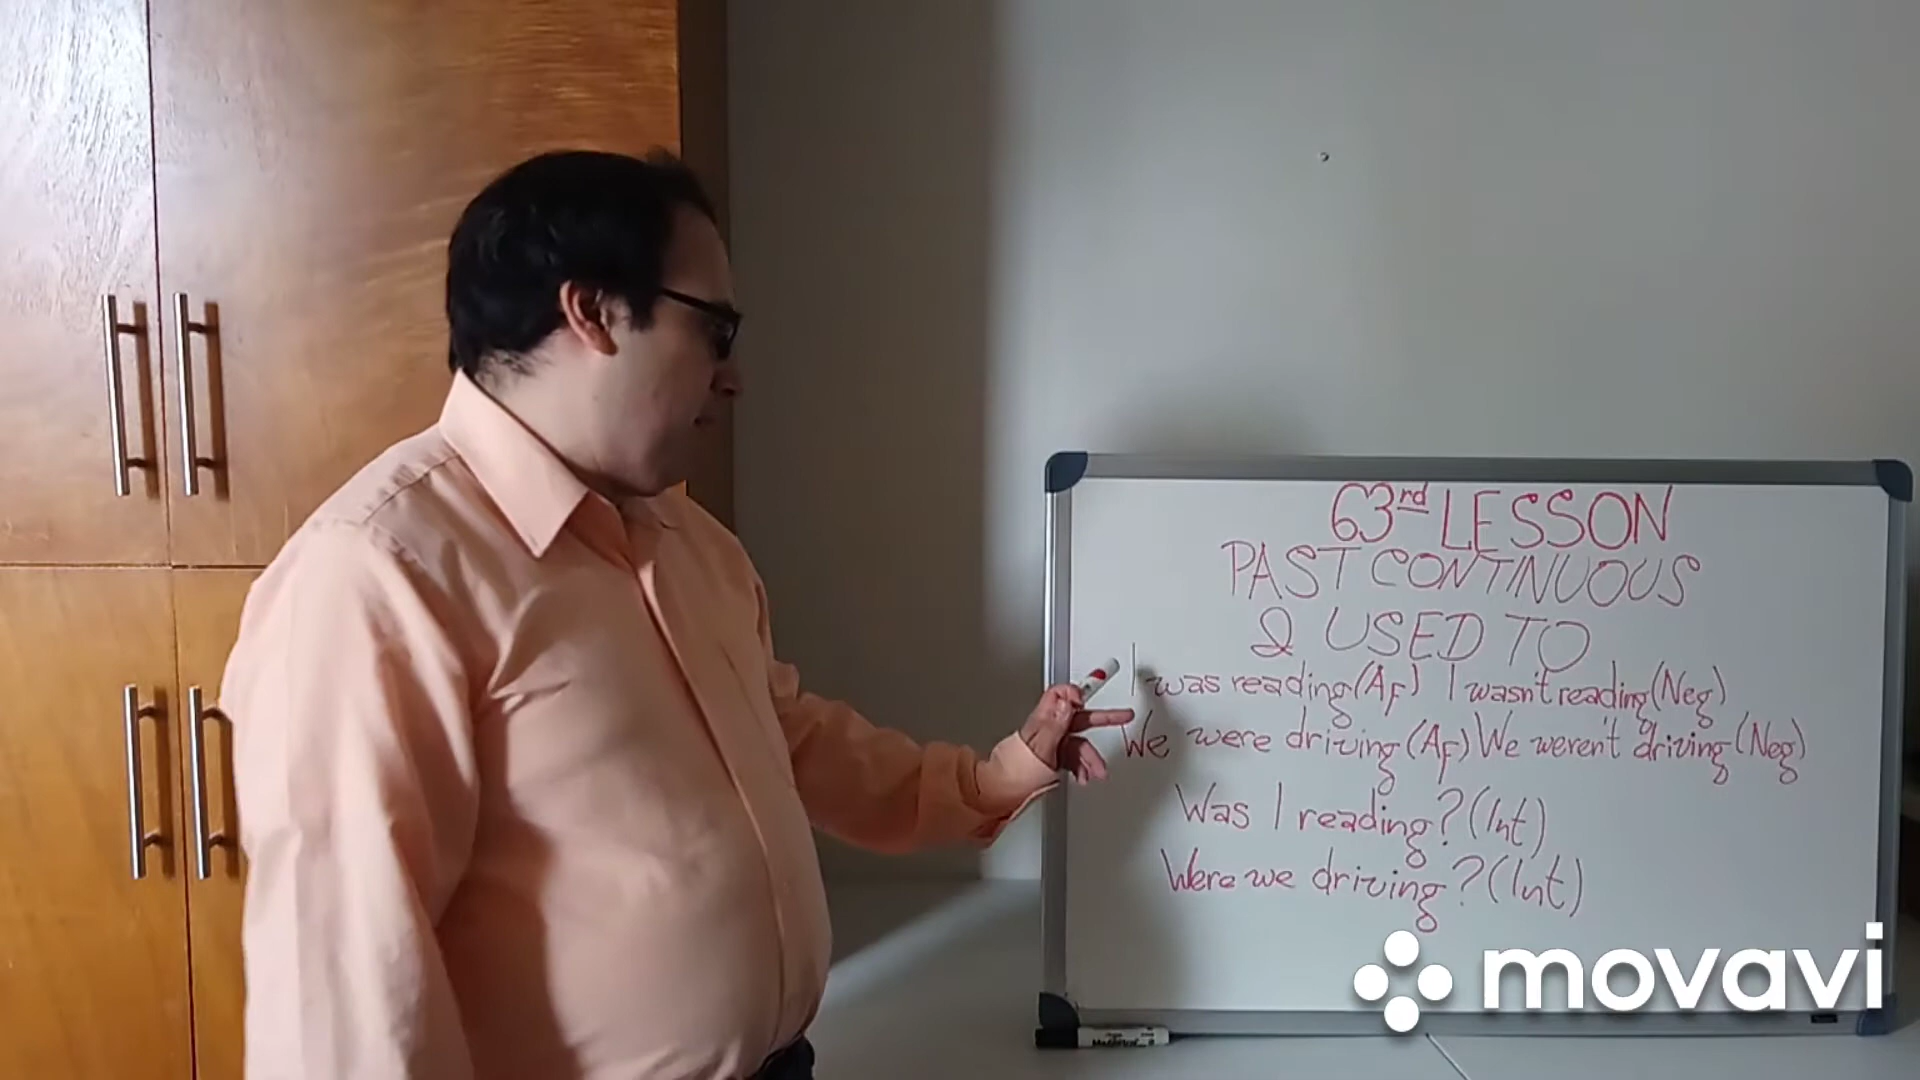 63rd LESSON
PAST CONTINUOUS
& USED TO
I was reading (Af) I wasn't reading (Neg)
We were driving (Af) We weren't driving (Neg)
Was I reading? (Int)
Were we driving? (Int)
movavi